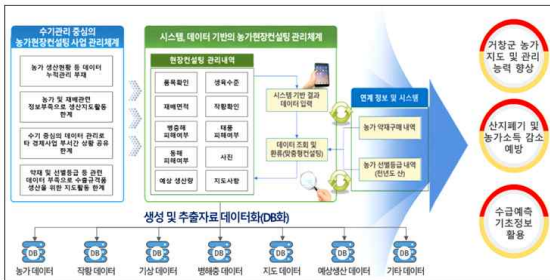 수기관리 중심의
농가현장컨설팅 사업 관리체계
농가 생산현황 등 데이터
누적관리 부재
농가 및 재배관련
정보부족으로 생산지도활동
한계
수기 중심의 데이터 관리로
타 경제사업 부서간 상황 공유
한계
약제 및 선별등급 등 관련
데이터 부족으로 수출규격품
생산을 위한 지도활동 한계
시스템, 데이터 기반의 농가현장컨설팅 관리체계
현장컨설팅 관리내역
품목확인
생육수준
재배면적
작황확인
병충해
피해여부
태풍
피해여부
동해
피해여부
사진
예상 생산량
지도사항
시스템 기반 결과
데이터 입력
데이터 조회 및
환류(맞춤형컨설팅)
연계 정보 및 시스템
농가 약제구매 내역
농가 선별등급 내역
(전년도 산)
거창군 농가
지도 및 관리
능력 향상
산지폐기 및
농가소득 감소
예방
수급예측
기초정보
활용
생성 및 추출자료 데이터화(DB화)
DB DB DB DB DB DB DB
농가 데이터 작황 데이터 기상 데이터 병해충 데이터 지도 데이터 예상생산 데이터 기타 데이터